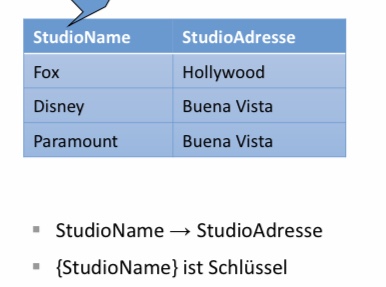 StudioName StudioAdresse
Fox Hollywood
Disney Buena Vista
Paramount Buena Vista
StudioName → StudioAdresse
{StudioName} ist Schlüssel